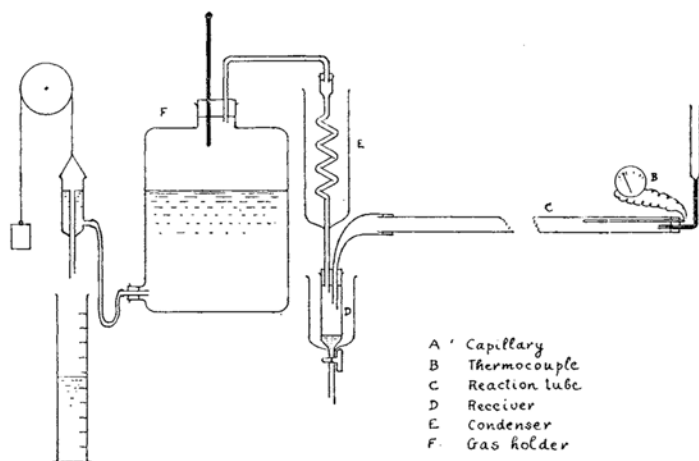 F
E
B
C
D
A ' Capillary
B Thermocouple
C Reaction tube
D Receiver
E Condenser
F. Gas holder